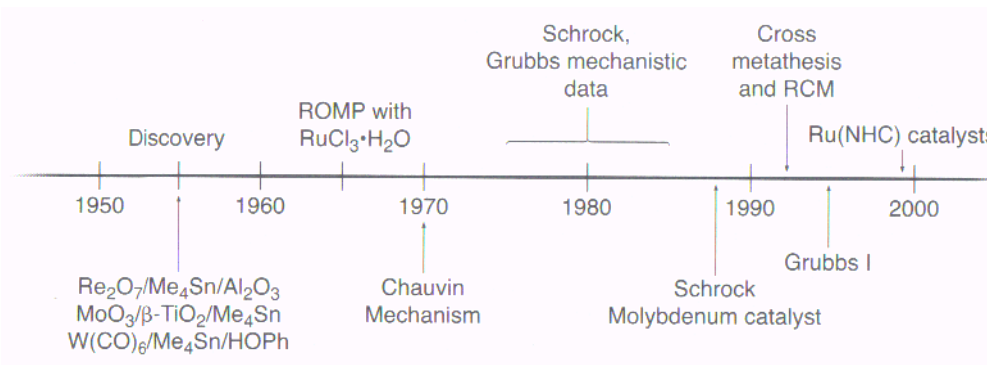 Schrock,
Grubbs mechanistic
data
Cross
metathesis
and RCM
ROMP with
RuCl₃•H₂O
Discovery
Ru(NHC) catalysts
1950
1960
1970
1980
1990
2000
Re₂O₇/Me₄Sn/Al₂O₃
MoO₃/β-TiO₂/Me₄Sn
W(CO)₆/Me₄Sn/HOPh
Chauvin
Mechanism
Schrock
Molybdenum catalyst
Grubbs I